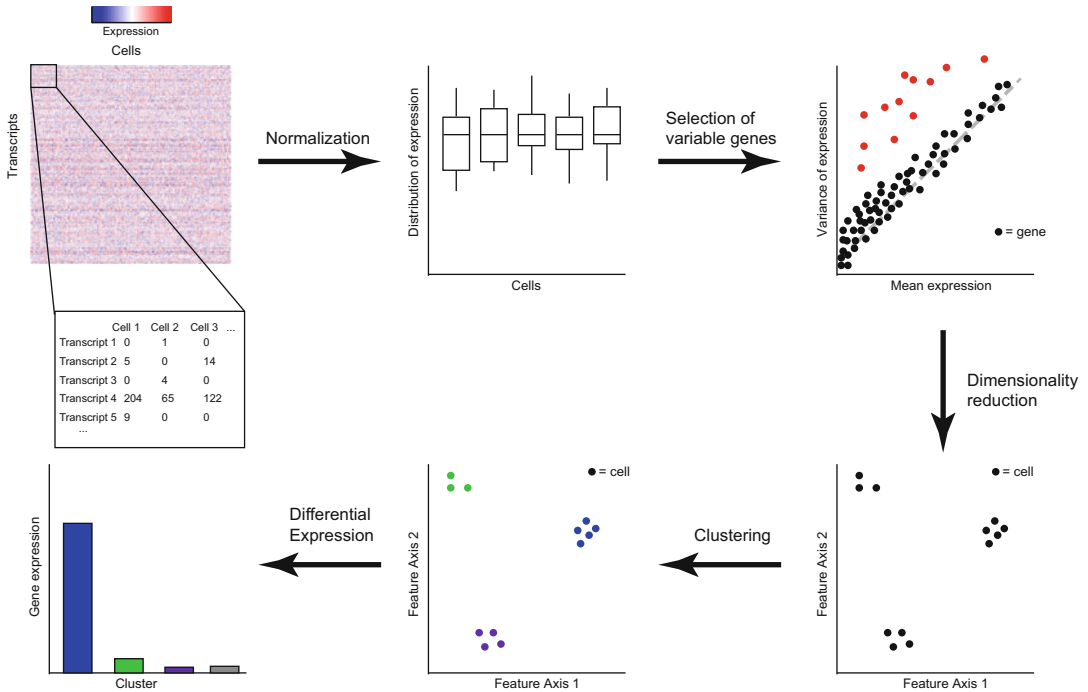 Expression
Cells
Transcripts
Normalization
Distribution of expression
Cells
Selection of
variable genes
Variance of expression
= gene
Mean expression
Cell 1 Cell 2 Cell 3 ...
Transcript 1 0 1 0
Transcript 2 5 0 14
Transcript 3 0 4 0
Transcript 4 204 65 122
Transcript 5 9 0 0
...
Dimensionality
reduction
Gene expression
Cluster
Differential
Expression
Feature Axis 2
= cell
Feature Axis 1
Clustering
Feature Axis 2
= cell
Feature Axis 1